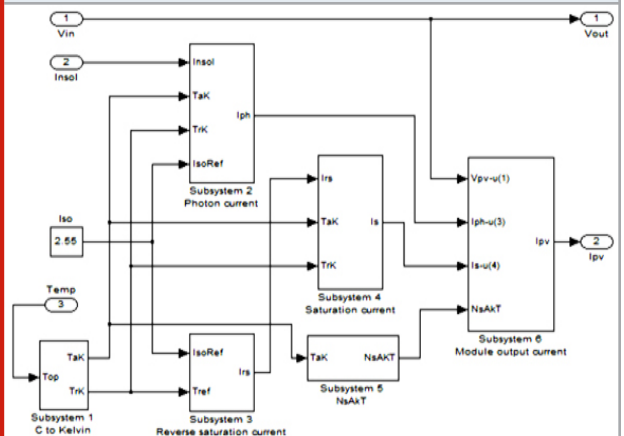 1
Vin
1
Vout
2
Insol
Insol
TaK
TrK
IsoRef
Iph
Subsystem 2
Photon current
Iso
2.55
Irs
TaK
TrK
Is
Subsystem 4
Saturation current
Vpv-u(1)
Iph-u(3)
Is-u(4)
NsAkT
Ipv
Subsystem 6
Module output current
2
Ipv
Temp
3
Top
TaK
TrK
Subsystem 1
C to Kelvin
IsoRef
Tref
Irs
Subsystem 3
Reverse saturation current
TaK
NsAKT
Subsystem 5
NsAkT